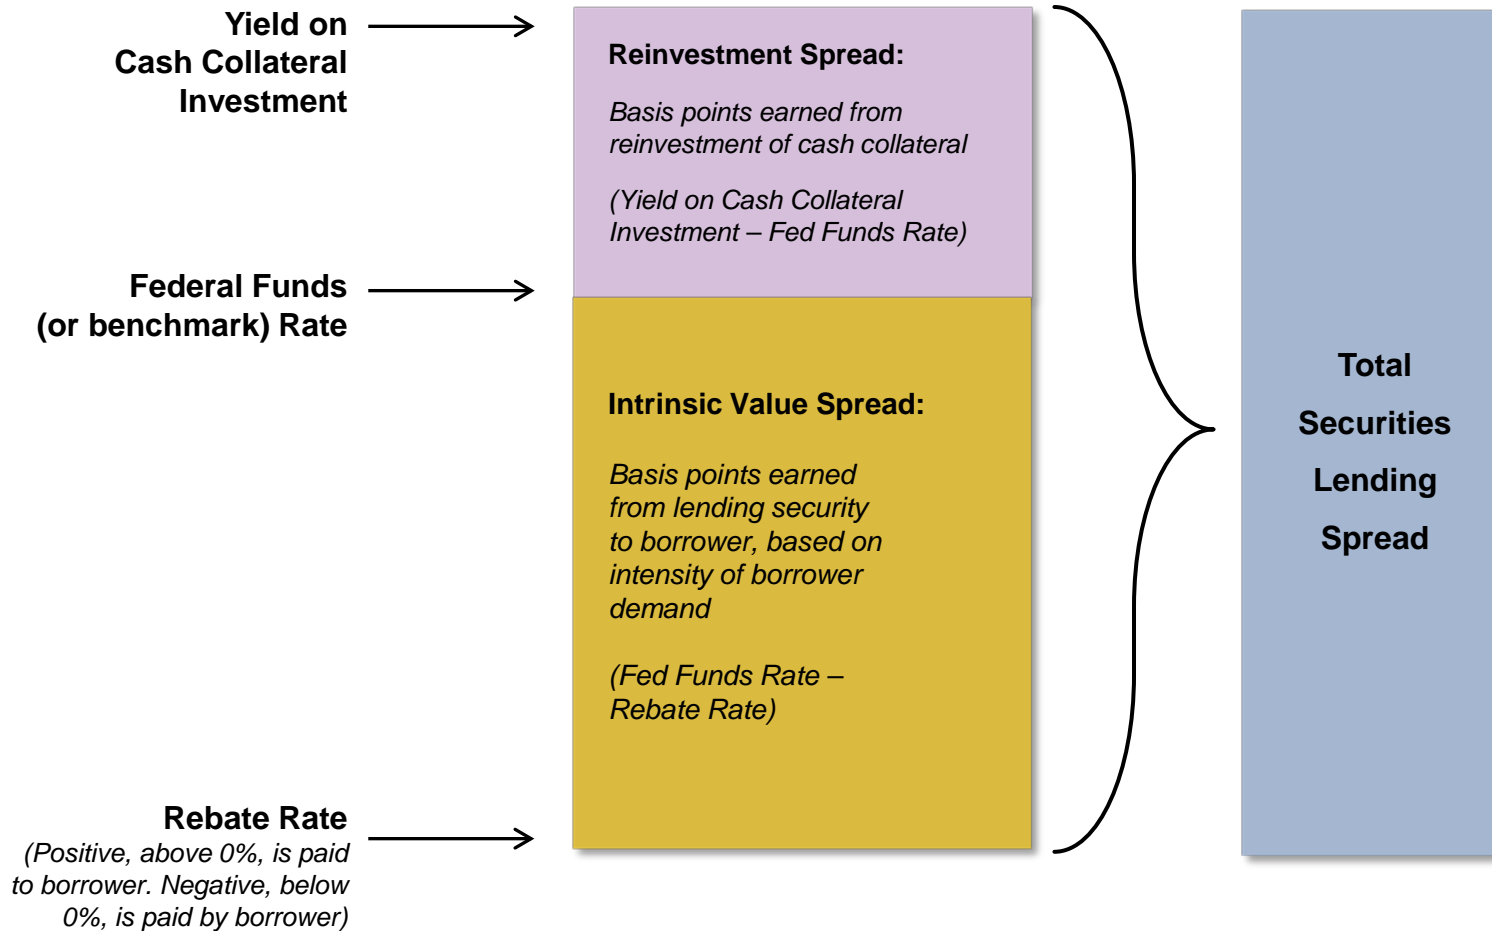 Yield on
Cash Collateral
Investment
Reinvestment Spread:
Basis points earned from
reinvestment of cash collateral
(Yield on Cash Collateral
Investment – Fed Funds Rate)
Federal Funds
(or benchmark) Rate
Intrinsic Value Spread:
Basis points earned
from lending security
to borrower, based on
intensity of borrower
demand
(Fed Funds Rate –
Rebate Rate)
Rebate Rate
(Positive, above 0%, is paid
to borrower. Negative, below
0%, is paid by borrower)
Total
Securities
Lending
Spread